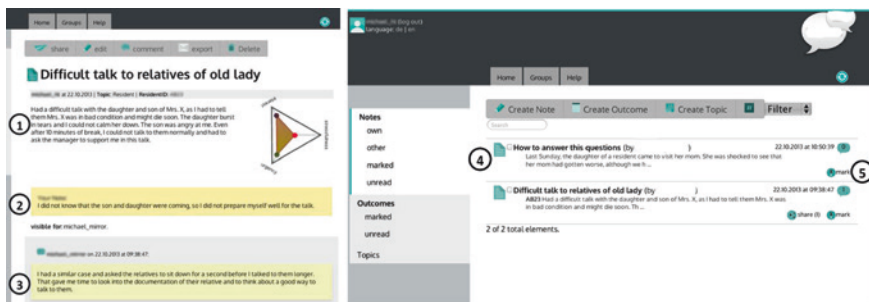 Home Groups Help
share edit comment export Delete
Difficult talk to relatives of old lady
at 22.10.2013 | Topic: Resident | ResidentID:
Had a difficult talk with the daughter and son of Mrs. X, as I had to tell
them Mrs. X was in bad condition and might die soon. The daughter burst
in tears and I could not calm her down. The son was angry at me. Even
after 10 minutes of break, I could not talk to them normally and had to
ask the manager to support me in this talk.
1
2
I did not know that the son and daughter were coming, so I did not prepare myself well for the talk.
visible for: michael_mirror.
on 22.10.2013 at 09:38:47
3
I had a similar case and asked the relatives to sit down for a second before I talked to them longer.
That gave me time to look into the documentation of their relative and to think about a good way to
talk to them.
(log out)
language: de | en
Home Groups Help
Create Note Create Outcome Create Topic Filter
Search
Notes
own
other
marked
unread
Outcomes
marked
unread
Topics
4
How to answer this questions (by )
22.10.2013 at 10:50:39 0
Last Sunday, the daughter of a resident came to visit her mom. She was shocked to see that
her mom had gotten worse, although we h ...
mark
5
Difficult talk to relatives of old lady (by )
22.10.2013 at 09:38:47 1
AB23 Had a difficult talk with the daughter and son of Mrs. X, as I had to tell them Mrs. X was
in bad condition and might die soon. Th ...
share (1) mark
2 of 2 total elements.